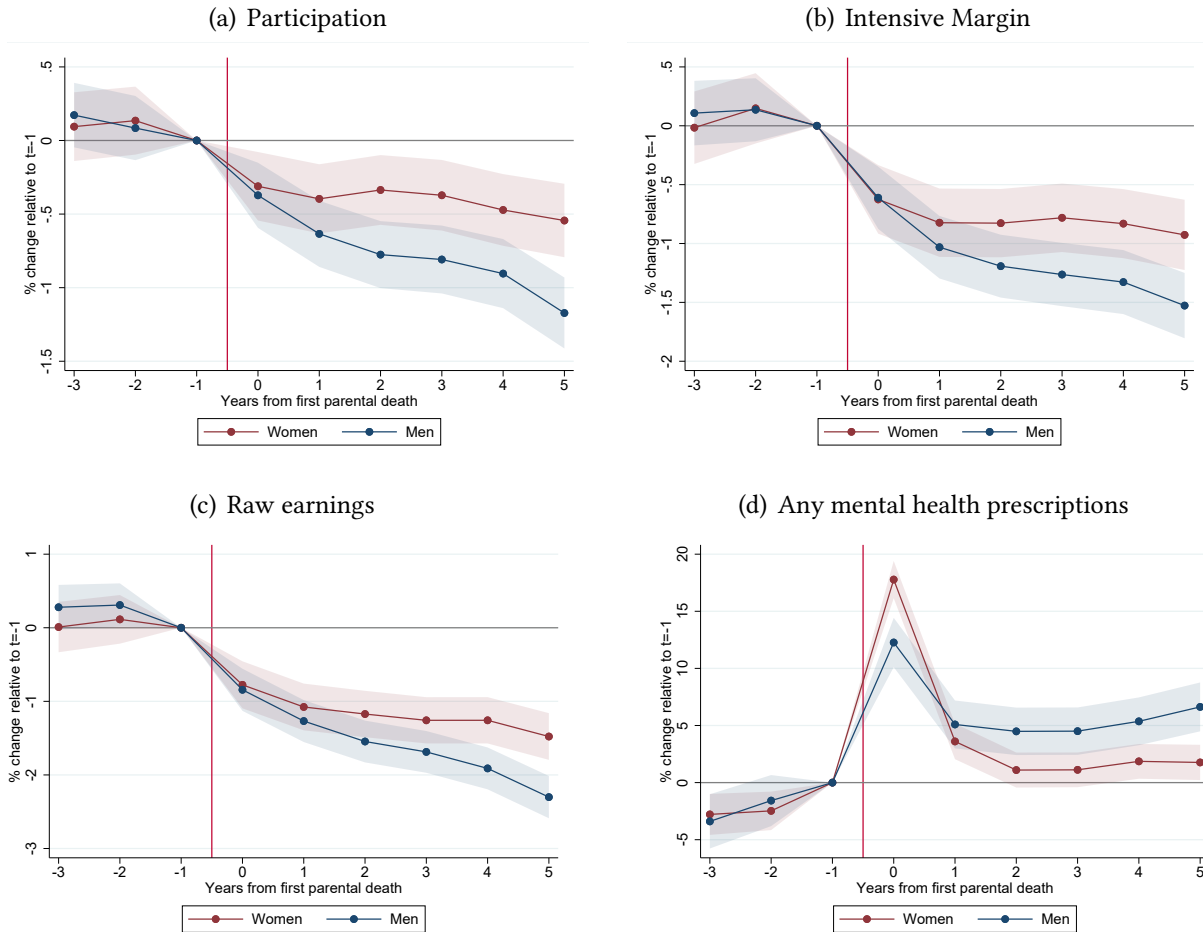 (a) Participation
% change relative to t=-1
.5
0
-.5
-1
-1.5
-3 -2 -1 0 1 2 3 4 5
Years from first parental death
Women Men
(b) Intensive Margin
% change relative to t=-1
.5
0
-.5
-1
-1.5
-2
-3 -2 -1 0 1 2 3 4 5
Years from first parental death
Women Men
(c) Raw earnings
% change relative to t=-1
1
0
-1
-2
-3
-3 -2 -1 0 1 2 3 4 5
Years from first parental death
Women Men
(d) Any mental health prescriptions
% change relative to t=-1
20
15
10
5
0
-5
-3 -2 -1 0 1 2 3 4 5
Years from first parental death
Women Men